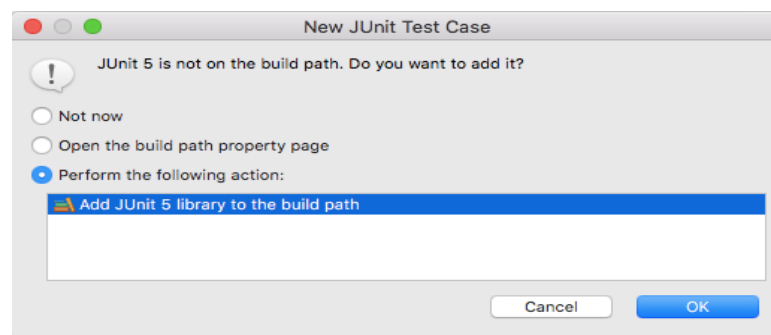 New JUnit Test Case
JUnit 5 is not on the build path. Do you want to add it?
Not now
Open the build path property page
Perform the following action:
Add JUnit 5 library to the build path
Cancel
OK